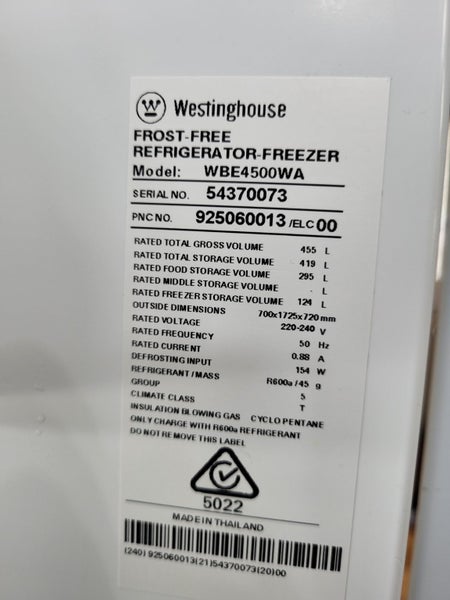 W Westinghouse
FROST-FREE
REFRIGERATOR-FREEZER
Model: WBE4500WA
SERIAL NO. 54370073
PNC NO. 925060013 /ELC 00
RATED TOTAL GROSS VOLUME 455 L
RATED TOTAL STORAGE VOLUME 419 L
RATED FOOD STORAGE VOLUME 295 L
RATED MIDDLE STORAGE VOLUME . L
RATED FREEZER STORAGE VOLUME 124 L
OUTSIDE DIMENSIONS 700x1725x720 mm
RATED VOLTAGE 220-240 V
RATED FREQUENCY 50 Hz
RATED CURRENT 0.88 A
DEFROSTING INPUT 154 W
REFRIGERANT/MASS R600a /45 g
GROUP 5
CLIMATE CLASS T
INSULATION BLOWING GAS CYCLO PENTANE
ONLY CHARGE WITH R600a REFRIGERANT
DO NOT REMOVE THIS LABEL
5022
MADE IN THAILAND
(240) 925060013(21)54370073(20)00